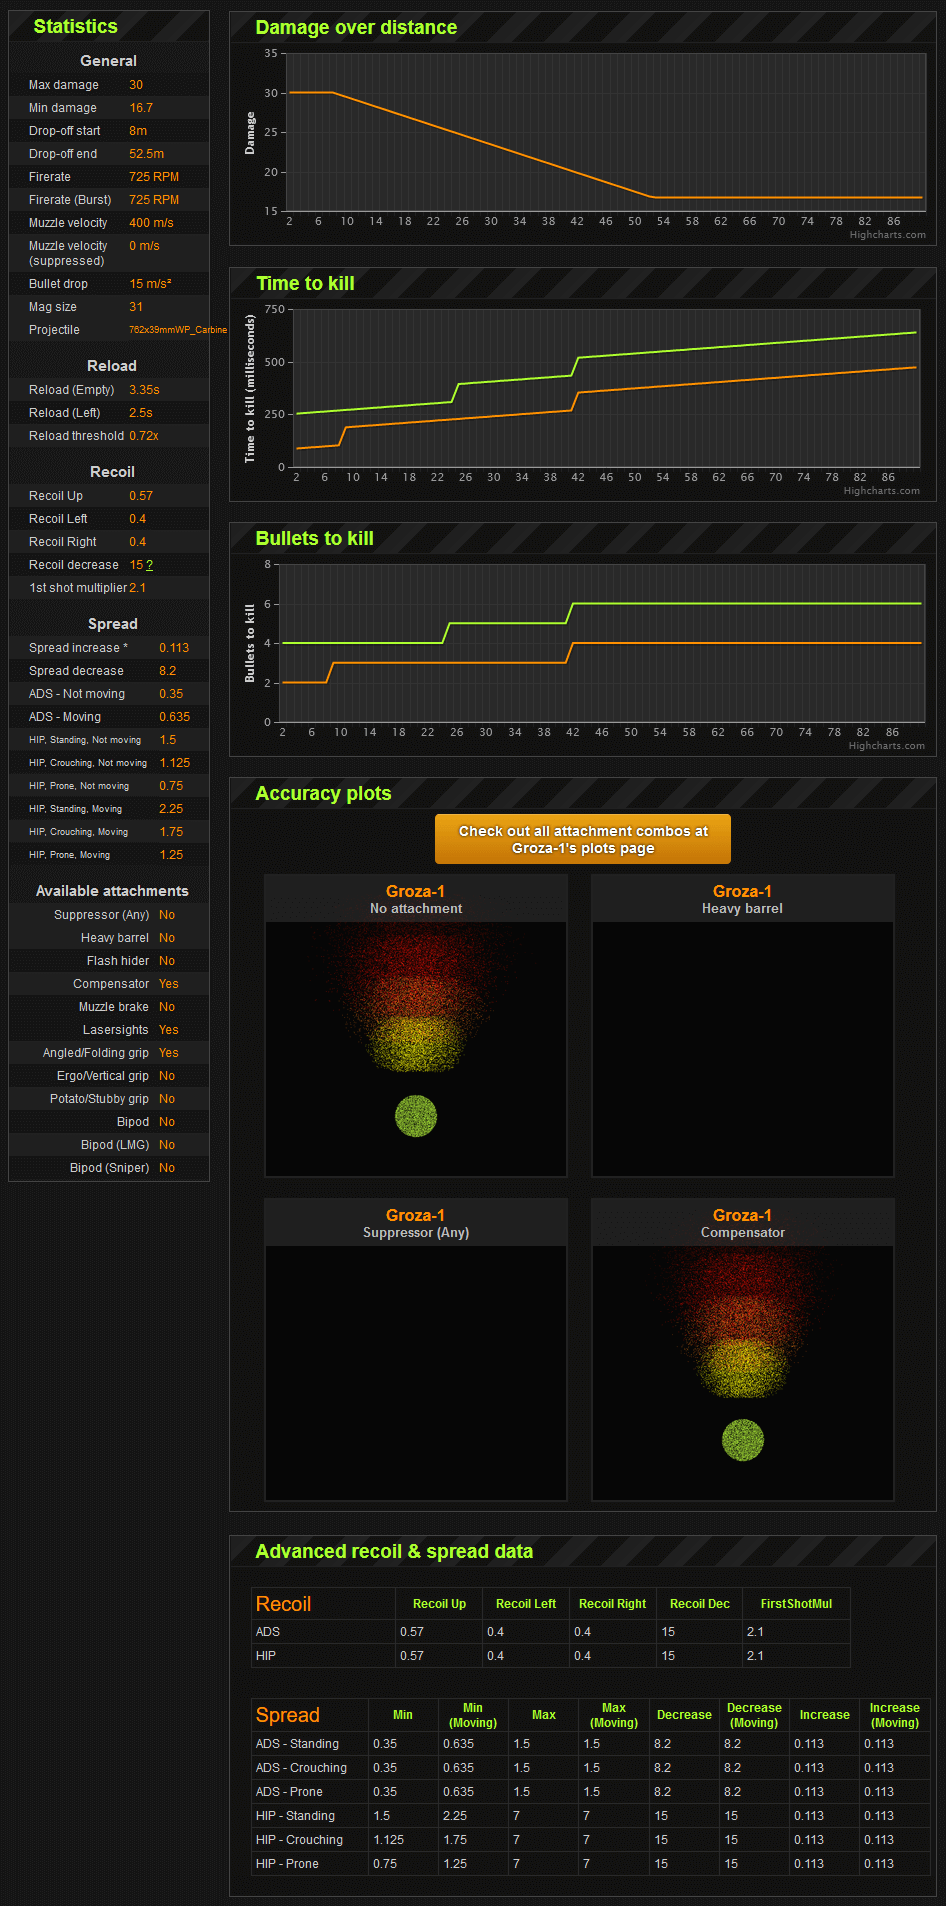 Statistics
General
Max damage 30
Min damage 16.7
Drop-off start 8m
Drop-off end 52.5m
Firerate 725 RPM
Firerate (Burst) 725 RPM
Muzzle velocity 400 m/s
Muzzle velocity 0 m/s
(suppressed)
Bullet drop 15 m/s²
Mag size 31
Projectile 762x39mmWP_Carbine
Reload
Reload (Empty) 3.35s
Reload (Left) 2.5s
Reload threshold 0.72x
Recoil
Recoil Up 0.57
Recoil Left 0.4
Recoil Right 0.4
Recoil decrease 15 ?
1st shot multiplier 2.1
Spread
Spread increase * 0.113
Spread decrease 8.2
ADS - Not moving 0.35
ADS - Moving 0.635
HIP, Standing, Not moving 1.5
HIP, Crouching, Not moving 1.125
HIP, Prone, Not moving 0.75
HIP, Standing, Moving 2.25
HIP, Crouching, Moving 1.75
HIP, Prone, Moving 1.25
Available attachments
Suppressor (Any) No
Heavy barrel No
Flash hider No
Compensator Yes
Muzzle brake No
Lasersights Yes
Angled/Folding grip Yes
Ergo/Vertical grip No
Potato/Stubby grip No
Bipod No
Bipod (LMG) No
Bipod (Sniper) No
Damage over distance
Damage
35
30
25
20
15
2 6 10 14 18 22 26 30 34 38 42 46 50 54 58 62 66 70 74 78 82 86
Highcharts.com
Time to kill
Time to kill (milliseconds)
750
500
250
0
2 6 10 14 18 22 26 30 34 38 42 46 50 54 58 62 66 70 74 78 82 86
Highcharts.com
Bullets to kill
Bullets to kill
8
6
4
2
0
2 6 10 14 18 22 26 30 34 38 42 46 50 54 58 62 66 70 74 78 82 86
Highcharts.com
Accuracy plots
Check out all attachment combos at
Groza-1's plots page
Groza-1
No attachment
Groza-1
Heavy barrel
Groza-1
Suppressor (Any)
Groza-1
Compensator
Advanced recoil & spread data
Recoil Recoil Up Recoil Left Recoil Right Recoil Dec FirstShotMul
ADS 0.57 0.4 0.4 15 2.1
HIP 0.57 0.4 0.4 15 2.1
Spread Min Min (Moving) Max Max (Moving) Decrease Decrease (Moving) Increase Increase (Moving)
ADS - Standing 0.35 0.635 1.5 1.5 8.2 8.2 0.113 0.113
ADS - Crouching 0.35 0.635 1.5 1.5 8.2 8.2 0.113 0.113
ADS - Prone 0.35 0.635 1.5 1.5 8.2 8.2 0.113 0.113
HIP - Standing 1.5 2.25 7 7 15 15 0.113 0.113
HIP - Crouching 1.125 1.75 7 7 15 15 0.113 0.113
HIP - Prone 0.75 1.25 7 7 15 15 0.113 0.113